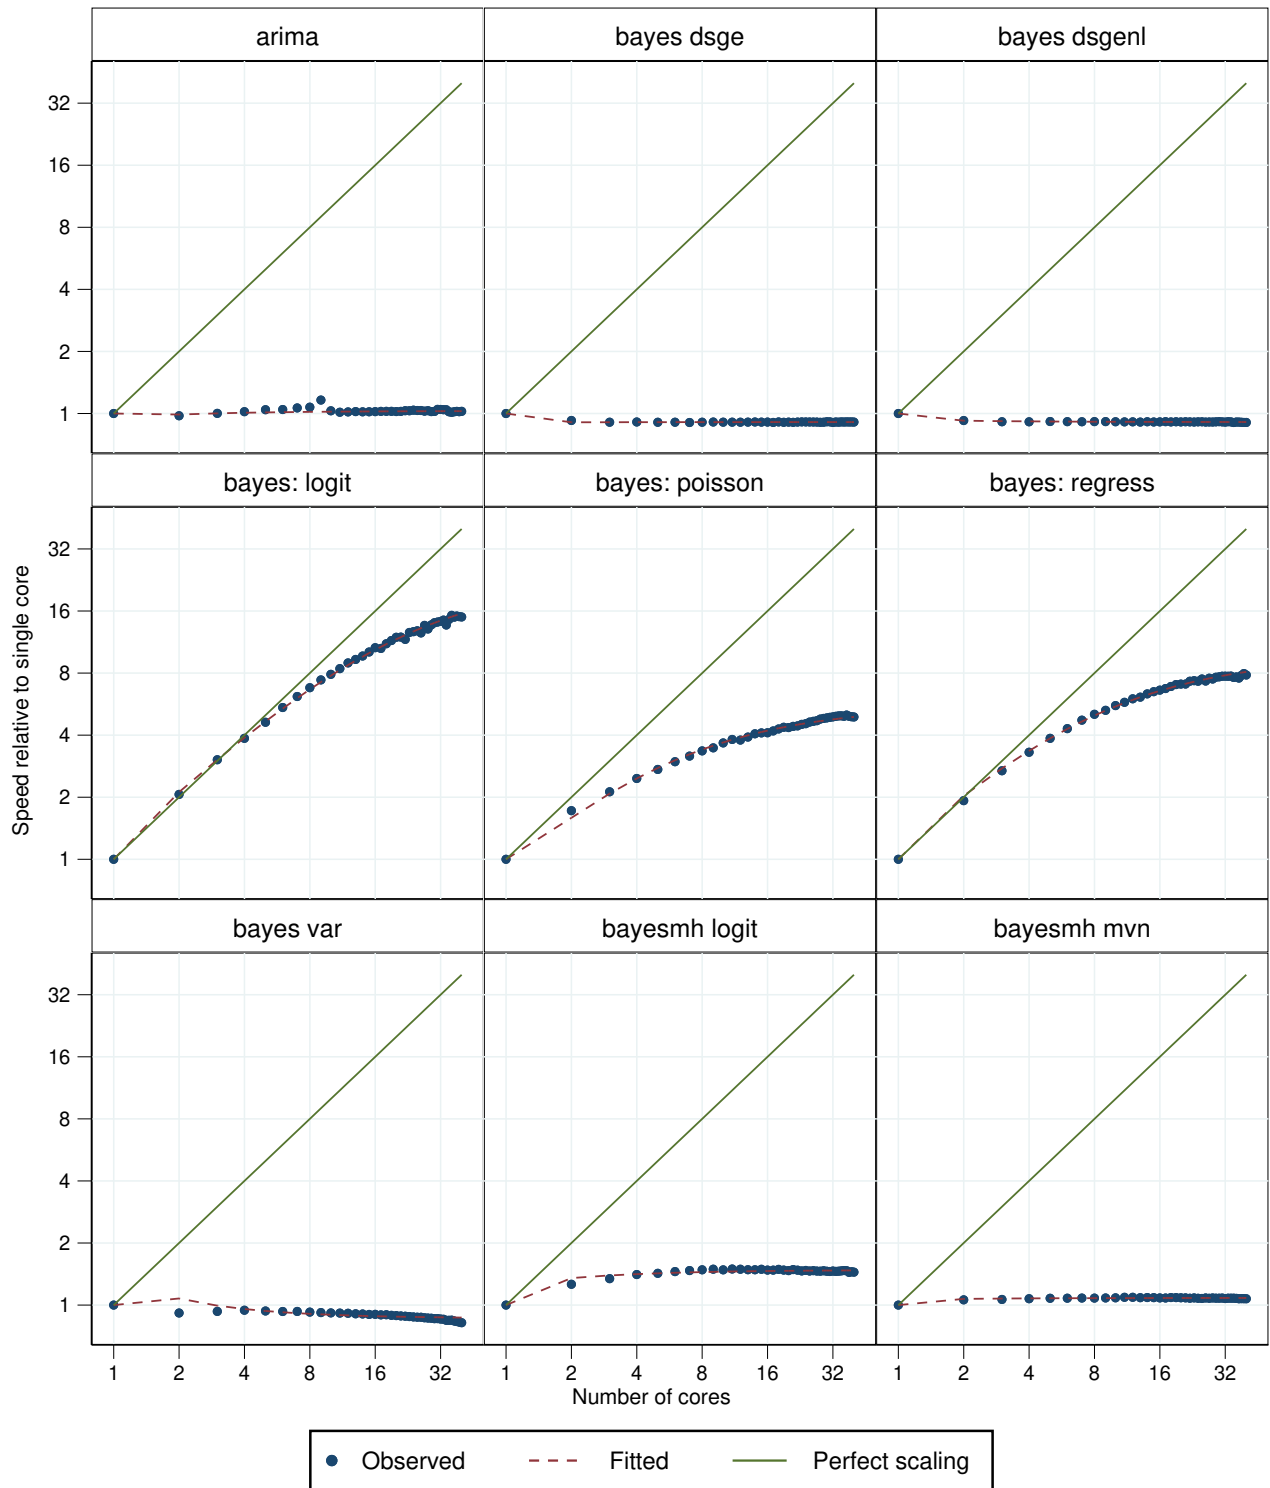 arima
bayes dsge
bayes dsgenl
32
16
8
4
2
1
bayes: logit
bayes: poisson
bayes: regress
32
16
8
4
2
1
Speed relative to single core
bayes var
bayesmh logit
bayesmh mvn
32
16
8
4
2
1
1 2 4 8 16 32 1 2 4 8 16 32 1 2 4 8 16 32
Number of cores
Observed Fitted Perfect scaling